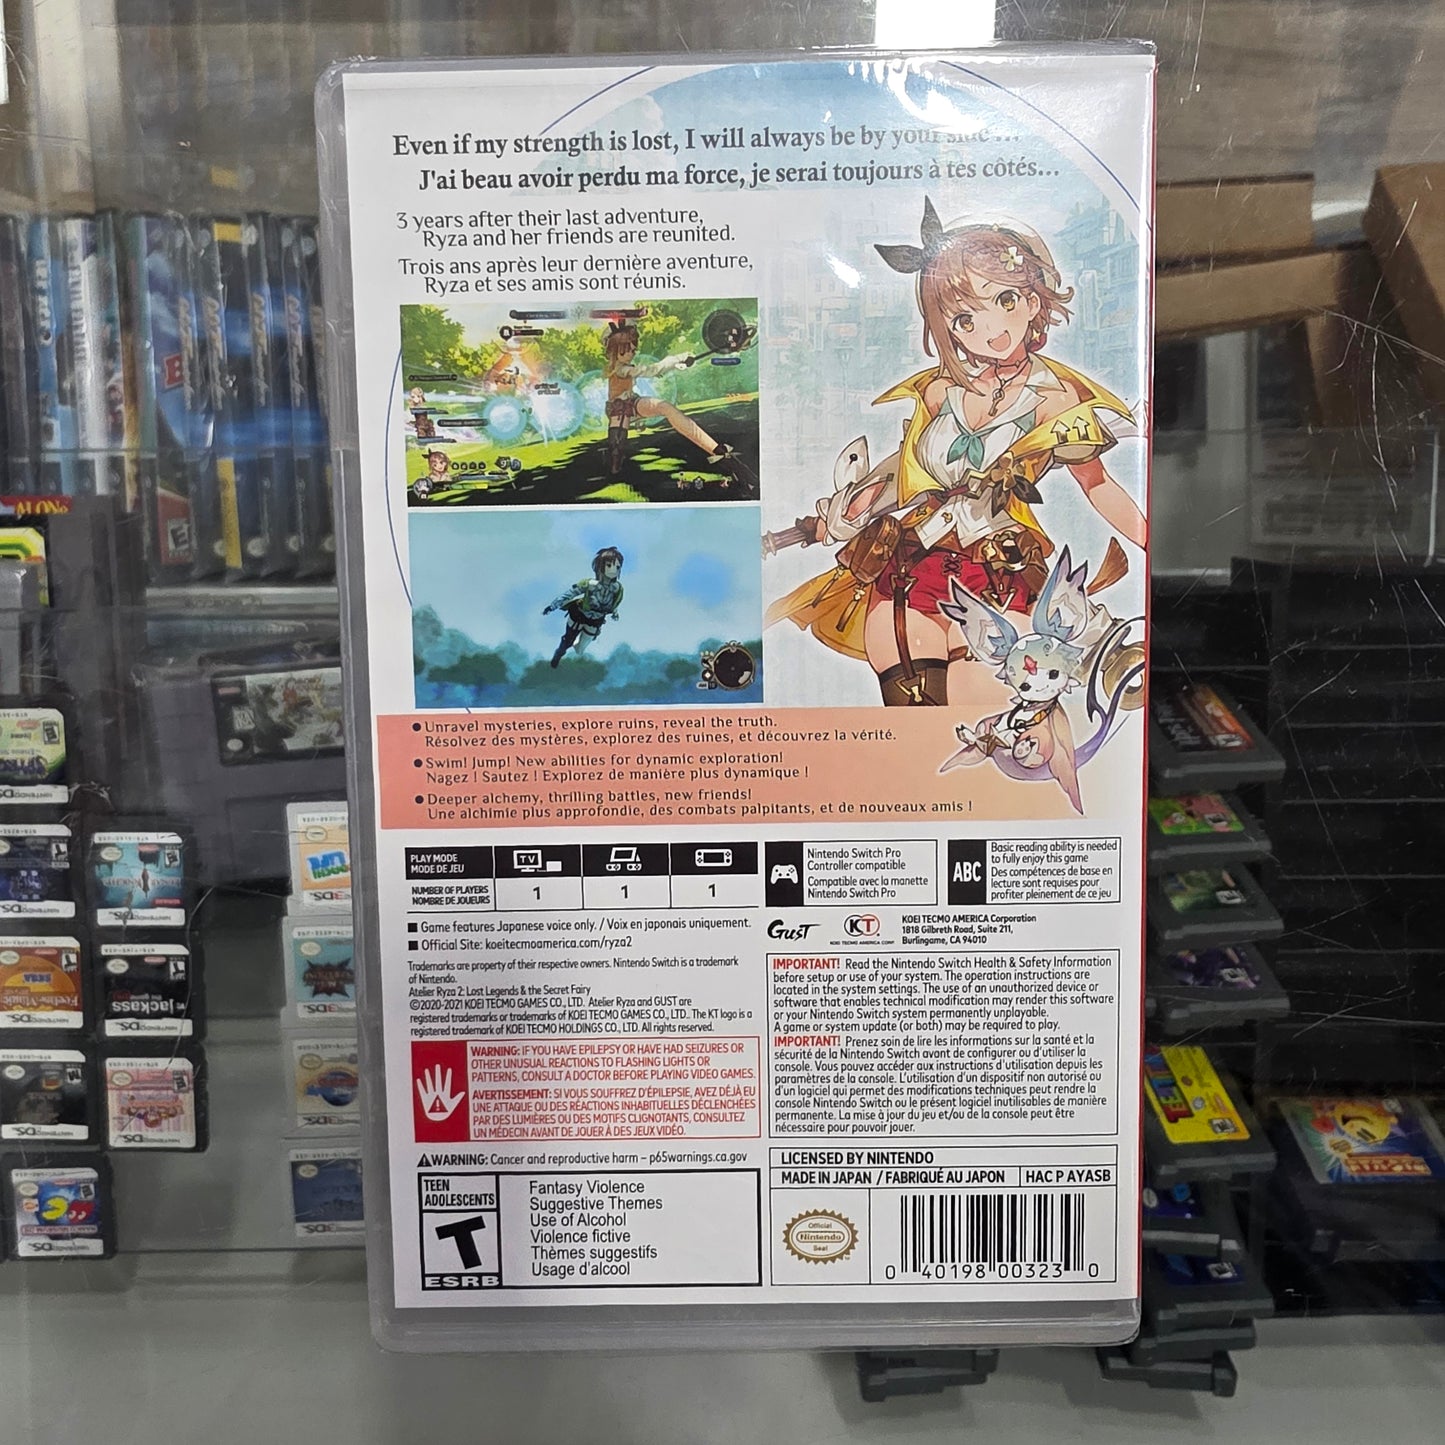 Even if my strength is lost, I will always be by your side ...
J'ai beau avoir perdu ma force, je serai toujours à tes côtés...
3 years after their last adventure,
Ryza and her friends are reunited.
Trois ans après leur dernière aventure,
Ryza et ses amis sont réunis.
● Unravel mysteries, explore ruins, reveal the truth.
Résolvez des mystères, explorez des ruines, et découvrez la vérité.
● Swim! Jump! New abilities for dynamic exploration!
Nagez ! Sautez ! Explorez de manière plus dynamique !
● Deeper alchemy, thrilling battles, new friends!
Une alchimie plus approfondie, des combats palpitants, et de nouveaux amis !
PLAY MODE
MODE DE JEU
TV
NUMBER OF PLAYERS
NOMBRE DE JOUEURS
1 1 1
Nintendo Switch Pro
Controller compatible
Compatible avec la manette
Nintendo Switch Pro
ABC
Basic reading ability is needed
to fully enjoy this game
Des compétences de base en
lecture sont requises pour
profiter pleinement de ce jeu
■ Game features Japanese voice only. / Voix en japonais uniquement.
■ Official Site: koeitecmoamerica.com/ryza2
GUST
KT
KOEI TECMO AMERICA CORP
KOEI TECMO AMERICA Corporation
1818 Gilbreth Road, Suite 211,
Burlingame, CA 94010
Trademarks are property of their respective owners. Nintendo Switch is a trademark
of Nintendo.
Atelier Ryza 2: Lost Legends & the Secret Fairy
©2020-2021 KOEI TECMO GAMES CO., LTD. Atelier Ryza and GUST are
registered trademarks or trademarks of KOEI TECMO GAMES CO., LTD. The KT logo is a
registered trademark of KOEI TECMO HOLDINGS CO., LTD. All rights reserved.
WARNING: IF YOU HAVE EPILEPSY OR HAVE HAD SEIZURES OR
OTHER UNUSUAL REACTIONS TO FLASHING LIGHTS OR
PATTERNS, CONSULT A DOCTOR BEFORE PLAYING VIDEO GAMES.
AVERTISSEMENT: SI VOUS SOUFFREZ D'ÉPILEPSIE, AVEZ DÉJÀ EU
UNE ATTAQUE OU DES RÉACTIONS INHABITUELLES DÉCLENCHÉES
PAR DES LUMIÈRES OU DES MOTIFS CLIGNOTANTS, CONSULTEZ
UN MÉDECIN AVANT DE JOUER À DES JEUX VIDÉO.
IMPORTANT! Read the Nintendo Switch Health & Safety Information
before setup or use of your system. The operation instructions are
located in the system settings. The use of an unauthorized device or
software that enables technical modification may render this software
or your Nintendo Switch system permanently unplayable.
A game or system update (or both) may be required to play.
IMPORTANT! Prenez soin de lire les informations sur la santé et la
sécurité de la Nintendo Switch avant de configurer ou d'utiliser la
console. Vous pouvez accéder aux instructions d'utilisation depuis les
paramètres de la console. L'utilisation d'un dispositif non autorisé ou
d'un logiciel qui permet des modifications techniques peut rendre la
console Nintendo Switch ou le présent logiciel inutilisables de manière
permanente. La mise à jour du jeu et/ou de la console peut être
nécessaire pour pouvoir jouer.
WARNING: Cancer and reproductive harm – p65warnings.ca.gov
TEEN
ADOLESCENTS
T
ESRB
Fantasy Violence
Suggestive Themes
Use of Alcohol
Violence fictive
Thèmes suggestifs
Usage d'alcool
LICENSED BY NINTENDO
MADE IN JAPAN / FABRIQUÉ AU JAPON
HAC P AYASB
Official
Nintendo
Seal
0 40198 00323 0
jackass
SEGA